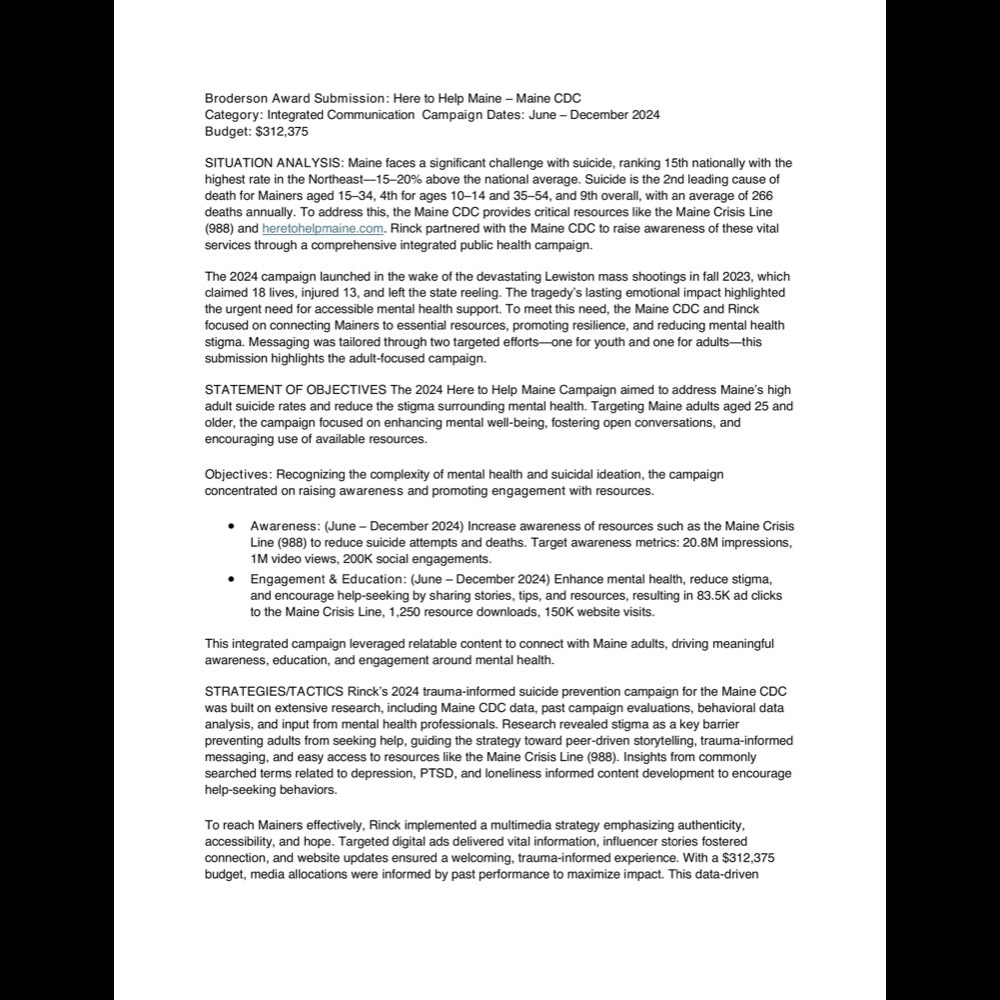 Broderson Award Submission: Here to Help Maine – Maine CDC
Category: Integrated Communication  Campaign Dates: June – December 2024
Budget: $312,375
SITUATION ANALYSIS: Maine faces a significant challenge with suicide, ranking 15th nationally with the
highest rate in the Northeast—15–20% above the national average. Suicide is the 2nd leading cause of
death for Mainers aged 15–34, 4th for ages 10–14 and 35–54, and 9th overall, with an average of 266
deaths annually. To address this, the Maine CDC provides critical resources like the Maine Crisis Line
(988) and heretohelpmaine.com. Rinck partnered with the Maine CDC to raise awareness of these vital
services through a comprehensive integrated public health campaign.
The 2024 campaign launched in the wake of the devastating Lewiston mass shootings in fall 2023, which
claimed 18 lives, injured 13, and left the state reeling. The tragedy's lasting emotional impact highlighted
the urgent need for accessible mental health support. To meet this need, the Maine CDC and Rinck
focused on connecting Mainers to essential resources, promoting resilience, and reducing mental health
stigma. Messaging was tailored through two targeted efforts—one for youth and one for adults—this
submission highlights the adult-focused campaign.
STATEMENT OF OBJECTIVES The 2024 Here to Help Maine Campaign aimed to address Maine's high
adult suicide rates and reduce the stigma surrounding mental health. Targeting Maine adults aged 25 and
older, the campaign focused on enhancing mental well-being, fostering open conversations, and
encouraging use of available resources.
Objectives: Recognizing the complexity of mental health and suicidal ideation, the campaign
concentrated on raising awareness and promoting engagement with resources.
● Awareness: (June – December 2024) Increase awareness of resources such as the Maine Crisis
Line (988) to reduce suicide attempts and deaths. Target awareness metrics: 20.8M impressions,
1M video views, 200K social engagements.
● Engagement & Education: (June – December 2024) Enhance mental health, reduce stigma,
and encourage help-seeking by sharing stories, tips, and resources, resulting in 83.5K ad clicks
to the Maine Crisis Line, 1,250 resource downloads, 150K website visits.
This integrated campaign leveraged relatable content to connect with Maine adults, driving meaningful
awareness, education, and engagement around mental health.
STRATEGIES/TACTICS Rinck's 2024 trauma-informed suicide prevention campaign for the Maine CDC
was built on extensive research, including Maine CDC data, past campaign evaluations, behavioral data
analysis, and input from mental health professionals. Research revealed stigma as a key barrier
preventing adults from seeking help, guiding the strategy toward peer-driven storytelling, trauma-informed
messaging, and easy access to resources like the Maine Crisis Line (988). Insights from commonly
searched terms related to depression, PTSD, and loneliness informed content development to encourage
help-seeking behaviors.
To reach Mainers effectively, Rinck implemented a multimedia strategy emphasizing authenticity,
accessibility, and hope. Targeted digital ads delivered vital information, influencer stories fostered
connection, and website updates ensured a welcoming, trauma-informed experience. With a $312,375
budget, media allocations were informed by past performance to maximize impact. This data-driven